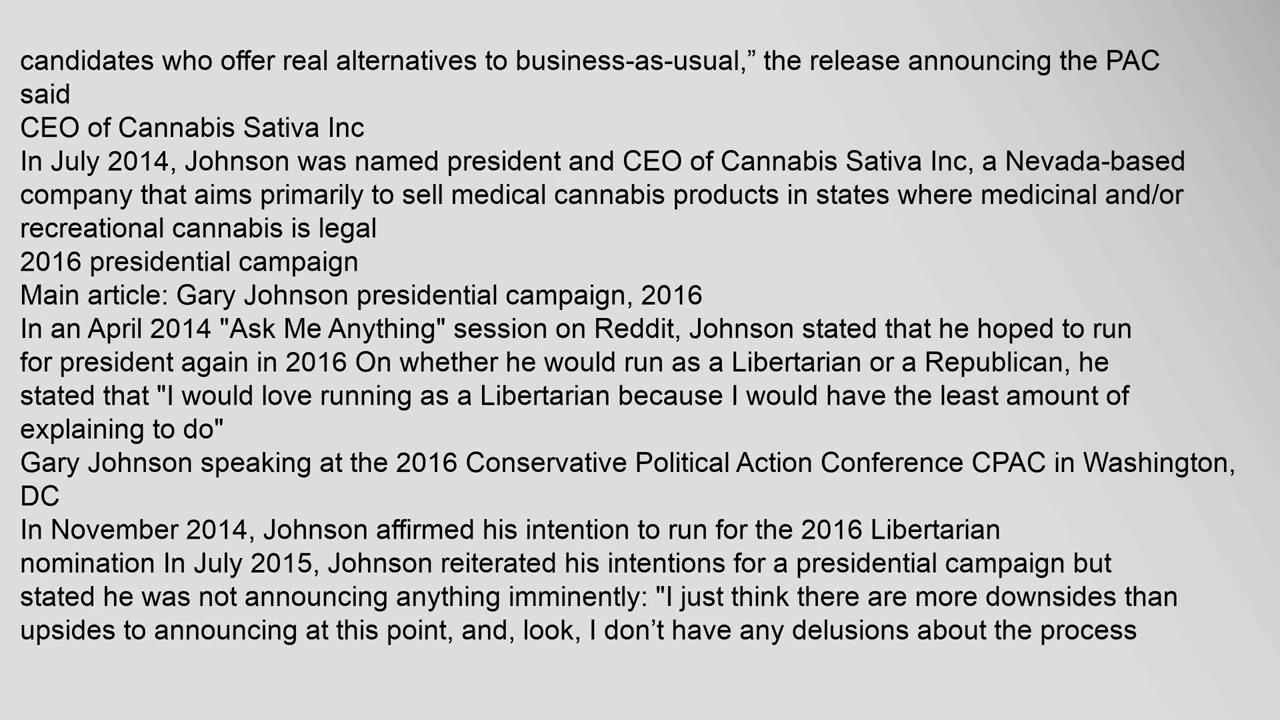 candidates who offer real alternatives to business-as-usual,” the release announcing the PAC
said
CEO of Cannabis Sativa Inc
In July 2014, Johnson was named president and CEO of Cannabis Sativa Inc, a Nevada-based
company that aims primarily to sell medical cannabis products in states where medicinal and/or
recreational cannabis is legal
2016 presidential campaign
Main article: Gary Johnson presidential campaign, 2016
In an April 2014 "Ask Me Anything" session on Reddit, Johnson stated that he hoped to run
for president again in 2016 On whether he would run as a Libertarian or a Republican, he
stated that "I would love running as a Libertarian because I would have the least amount of
explaining to do"
Gary Johnson speaking at the 2016 Conservative Political Action Conference CPAC in Washington,
DC
In November 2014, Johnson affirmed his intention to run for the 2016 Libertarian
nomination In July 2015, Johnson reiterated his intentions for a presidential campaign but
stated he was not announcing anything imminently: "I just think there are more downsides than
upsides to announcing at this point, and, look, I don’t have any delusions about the process